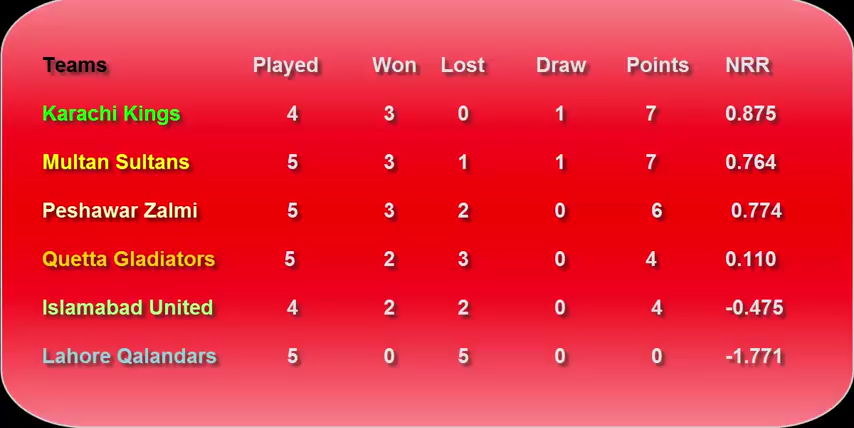 Teams Played Won Lost Draw Points NRR
Karachi Kings 4 3 0 1 7 0.875
Multan Sultans 5 3 1 1 7 0.764
Peshawar Zalmi 5 3 2 0 6 0.774
Quetta Gladiators 5 2 3 0 4 0.110
Islamabad United 4 2 2 0 4 -0.475
Lahore Qalandars 5 0 5 0 0 -1.771